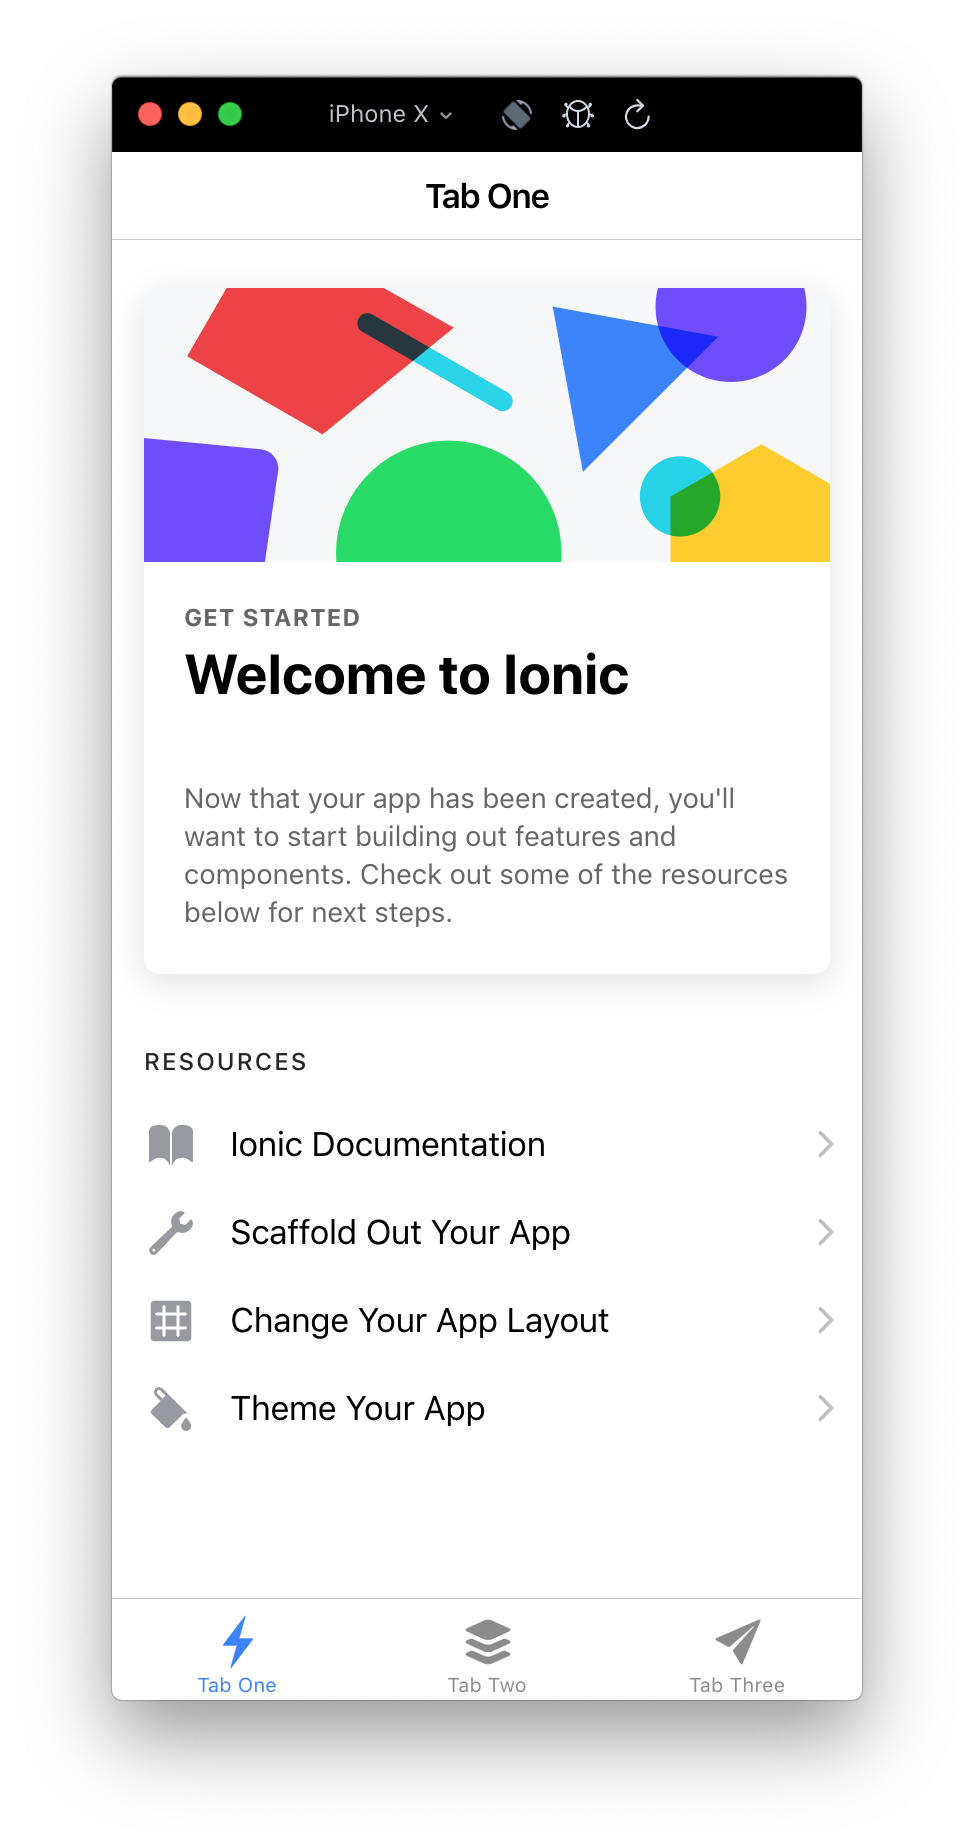 iPhone X
Tab One
GET STARTED
Welcome to Ionic
Now that your app has been created, you'll
want to start building out features and
components. Check out some of the resources
below for next steps.
RESOURCES
Ionic Documentation
Scaffold Out Your App
Change Your App Layout
Theme Your App
Tab One
Tab Two
Tab Three